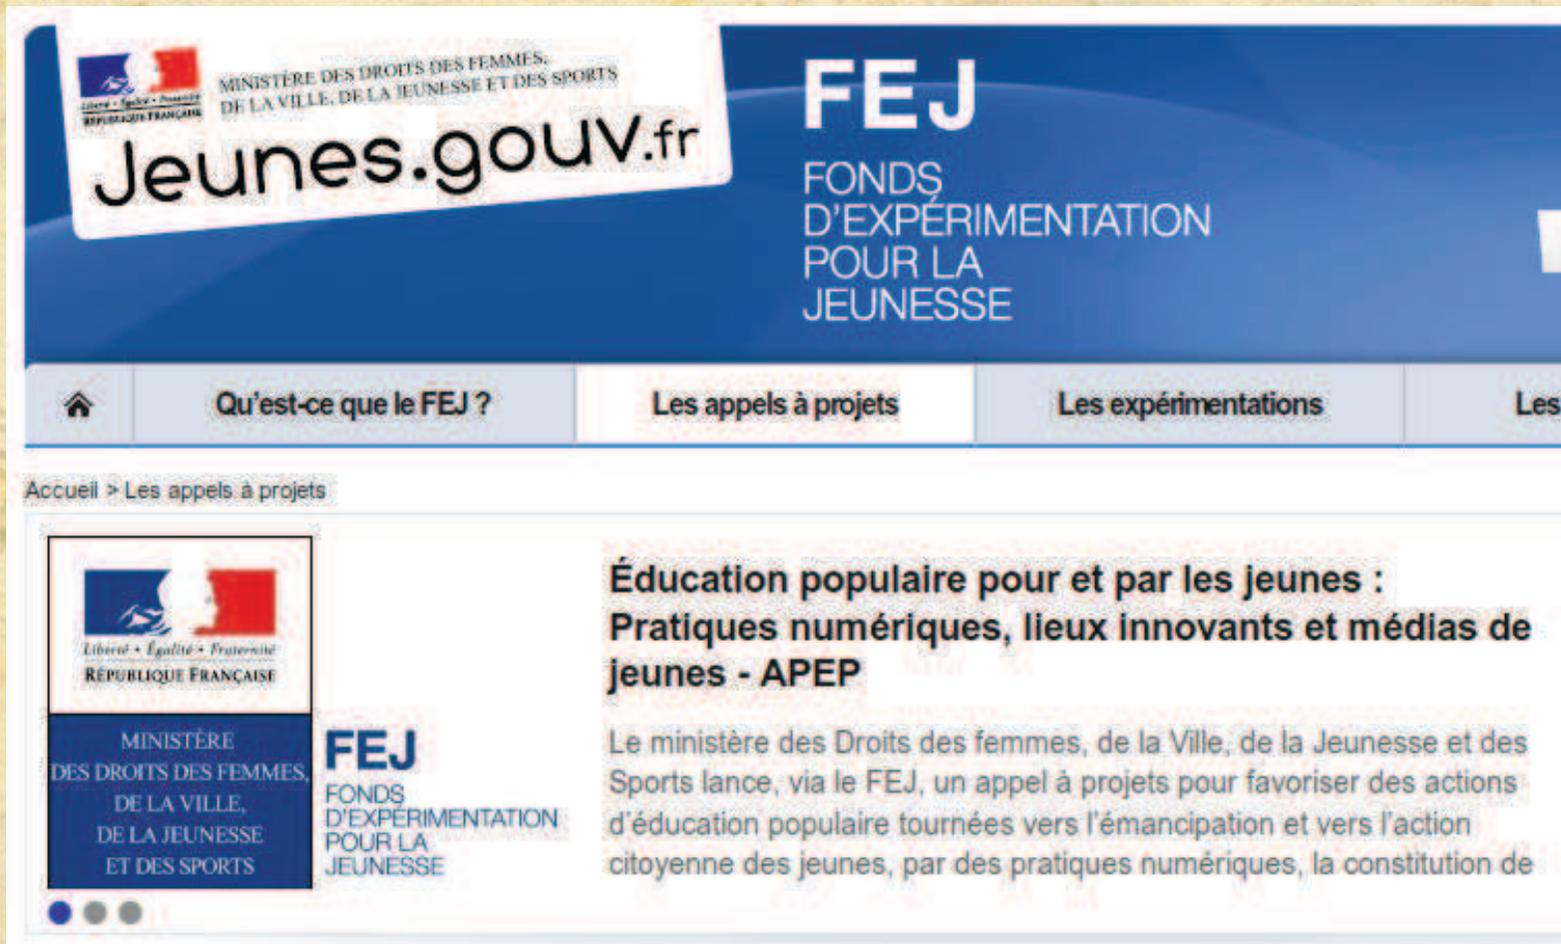 Liberté • Égalité • Fraternité
RÉPUBLIQUE FRANÇAISE
MINISTÈRE DES DROITS DES FEMMES,
DE LA VILLE, DE LA JEUNESSE ET DES SPORTS
Jeunes.gouv.fr
FEJ
FONDS
D'EXPÉRIMENTATION
POUR LA
JEUNESSE
Qu'est-ce que le FEJ ?
Les appels à projets
Les expérimentations
Les
Accueil > Les appels à projets
Liberté • Égalité • Fraternité
RÉPUBLIQUE FRANÇAISE
MINISTÈRE
DES DROITS DES FEMMES,
DE LA VILLE,
DE LA JEUNESSE
ET DES SPORTS
FEJ
FONDS
D'EXPÉRIMENTATION
POUR LA
JEUNESSE
Éducation populaire pour et par les jeunes :
Pratiques numériques, lieux innovants et médias de
jeunes - APEP
Le ministère des Droits des femmes, de la Ville, de la Jeunesse et des
Sports lance, via le FEJ, un appel à projets pour favoriser des actions
d'éducation populaire tournées vers l'émancipation et vers l'action
citoyenne des jeunes, par des pratiques numériques, la constitution de